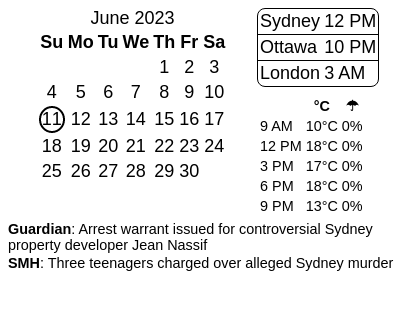 June 2023
Su Mo Tu We Th Fr Sa
1 2 3
4 5 6 7 8 9 10
11 12 13 14 15 16 17
18 19 20 21 22 23 24
25 26 27 28 29 30
Sydney 12 PM
Ottawa 10 PM
London 3 AM
°C ☂
9 AM 10°C 0%
12 PM 18°C 0%
3 PM 17°C 0%
6 PM 18°C 0%
9 PM 13°C 0%
Guardian: Arrest warrant issued for controversial Sydney
property developer Jean Nassif
SMH: Three teenagers charged over alleged Sydney murder